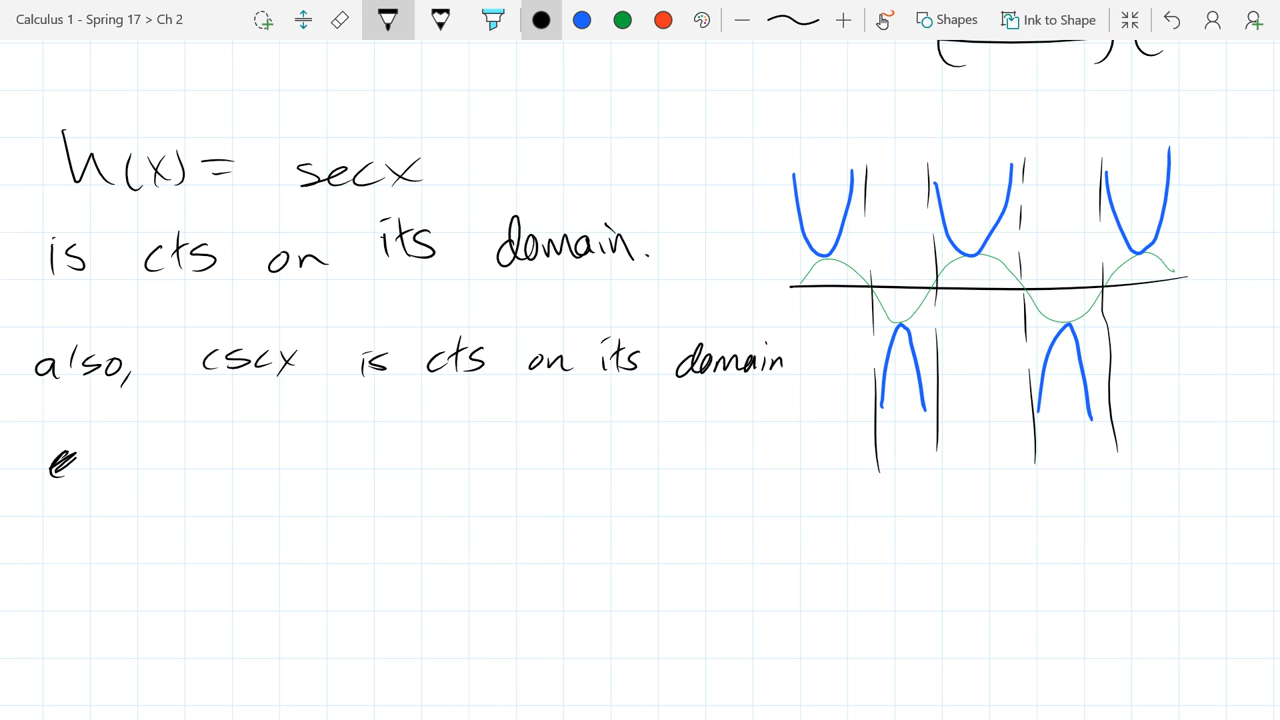 Calculus 1 - Spring 17 > Ch 2
Shapes
Ink to Shape
h(x) = secx
is cts on its domain.
also, cscx is cts on its domain